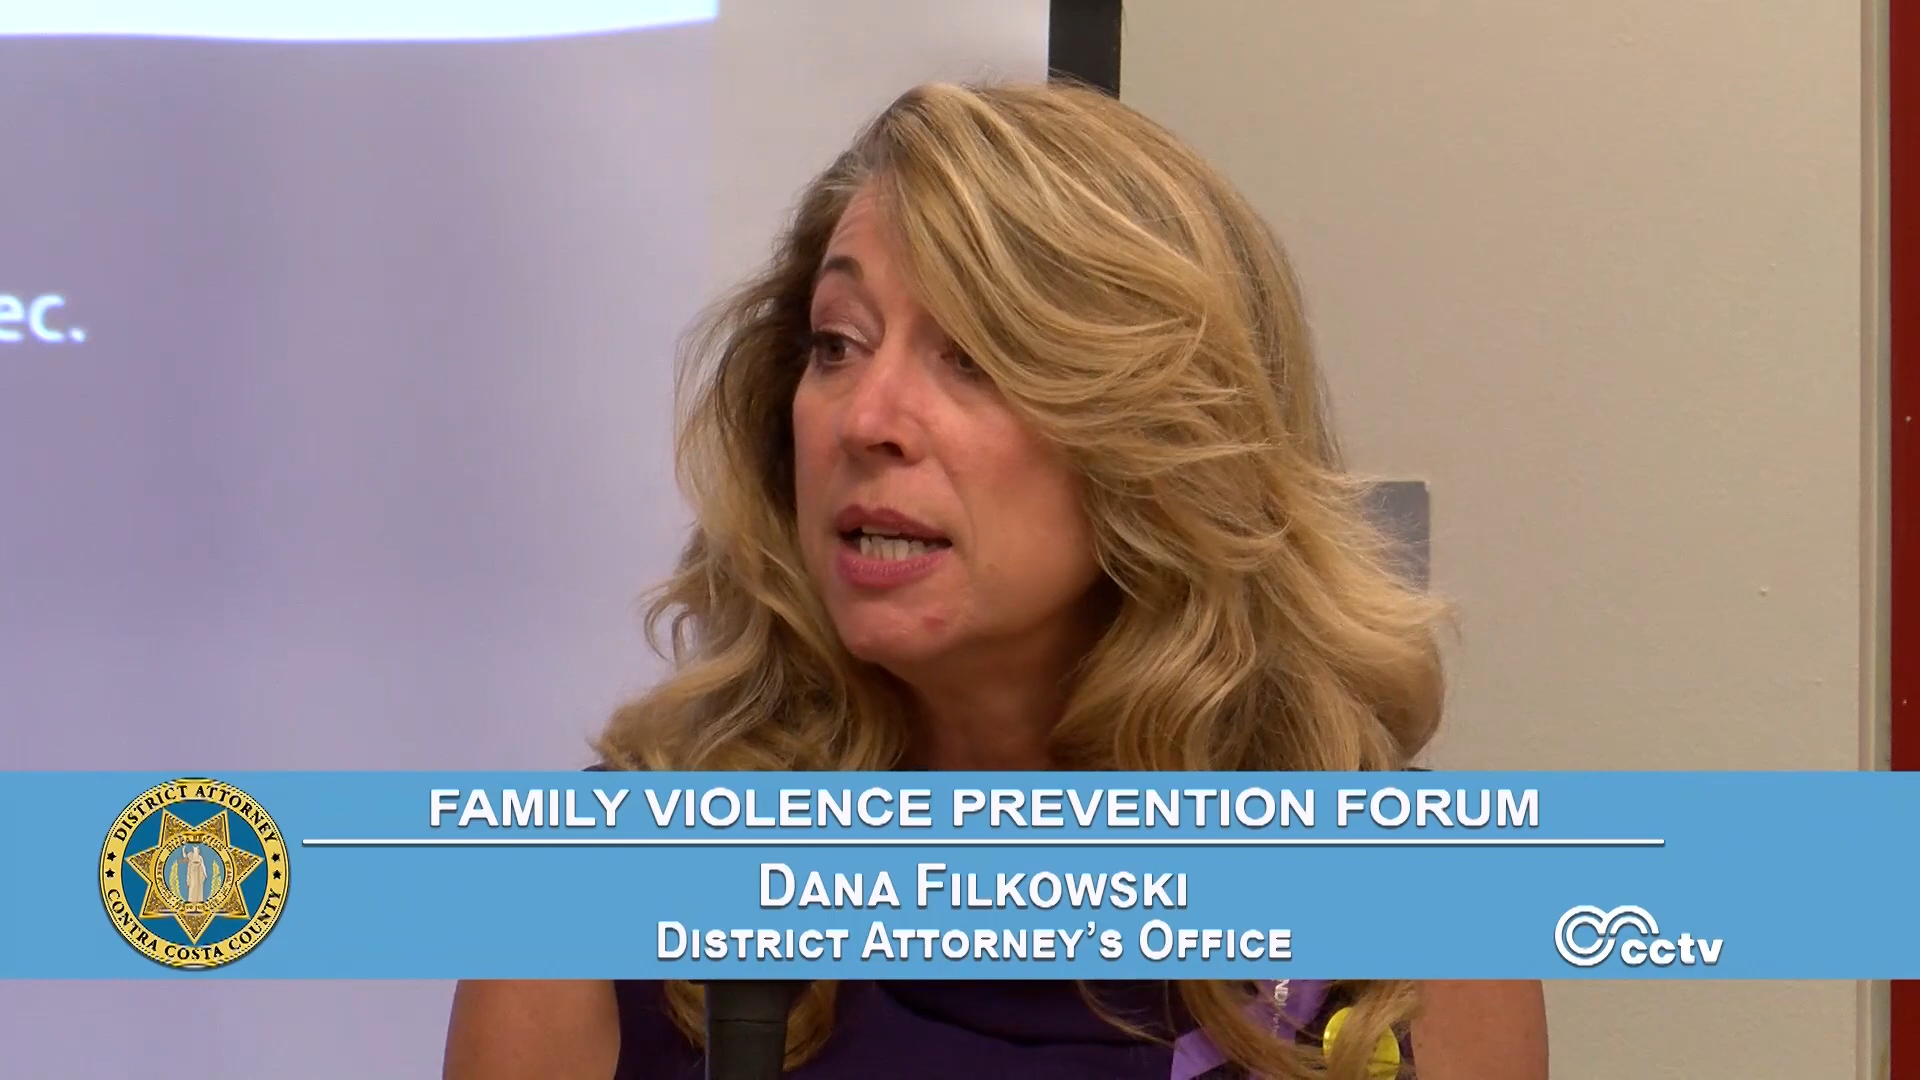 ec.
FAMILY VIOLENCE PREVENTION FORUM
DANA FILKOWSKI
DISTRICT ATTORNEY'S OFFICE
DISTRICT ATTORNEY
CONTRA COSTA COUNTY
cctv